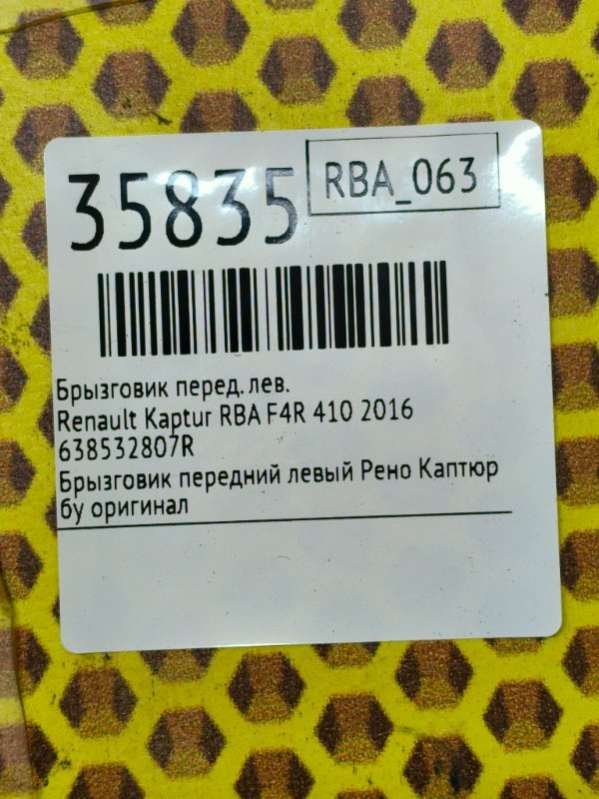 35835
RBA_063
Брызговик перед. лев.
Renault Kaptur RBA F4R 410 2016
638532807R
Брызговик передний левый Рено Каптюр
бу оригинал